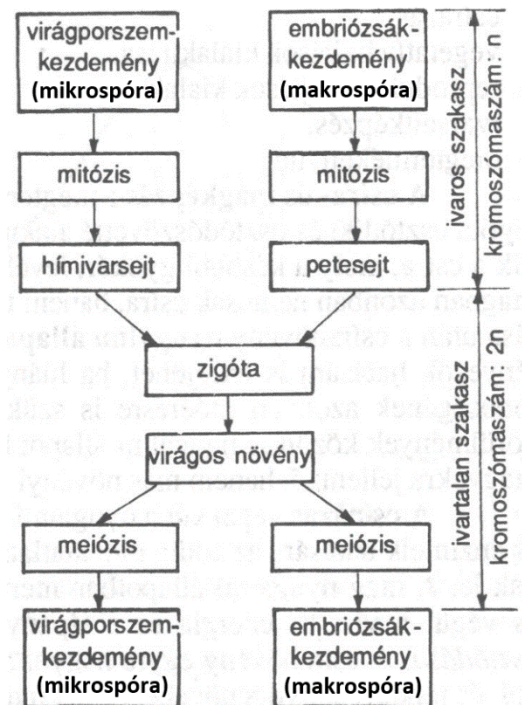 virágporszem-
kezdemény
(mikrospóra)
embriózsák-
kezdemény
(makrospóra)
mitózis
mitózis
hímivarsejt
petesejt
zigóta
virágos növény
meiózis
meiózis
virágporszem-
kezdemény
(mikrospóra)
embriózsák-
kezdemény
(makrospóra)
ivaros szakasz
kromoszómaszám: n
ivartalan szakasz
kromoszómaszám: 2n